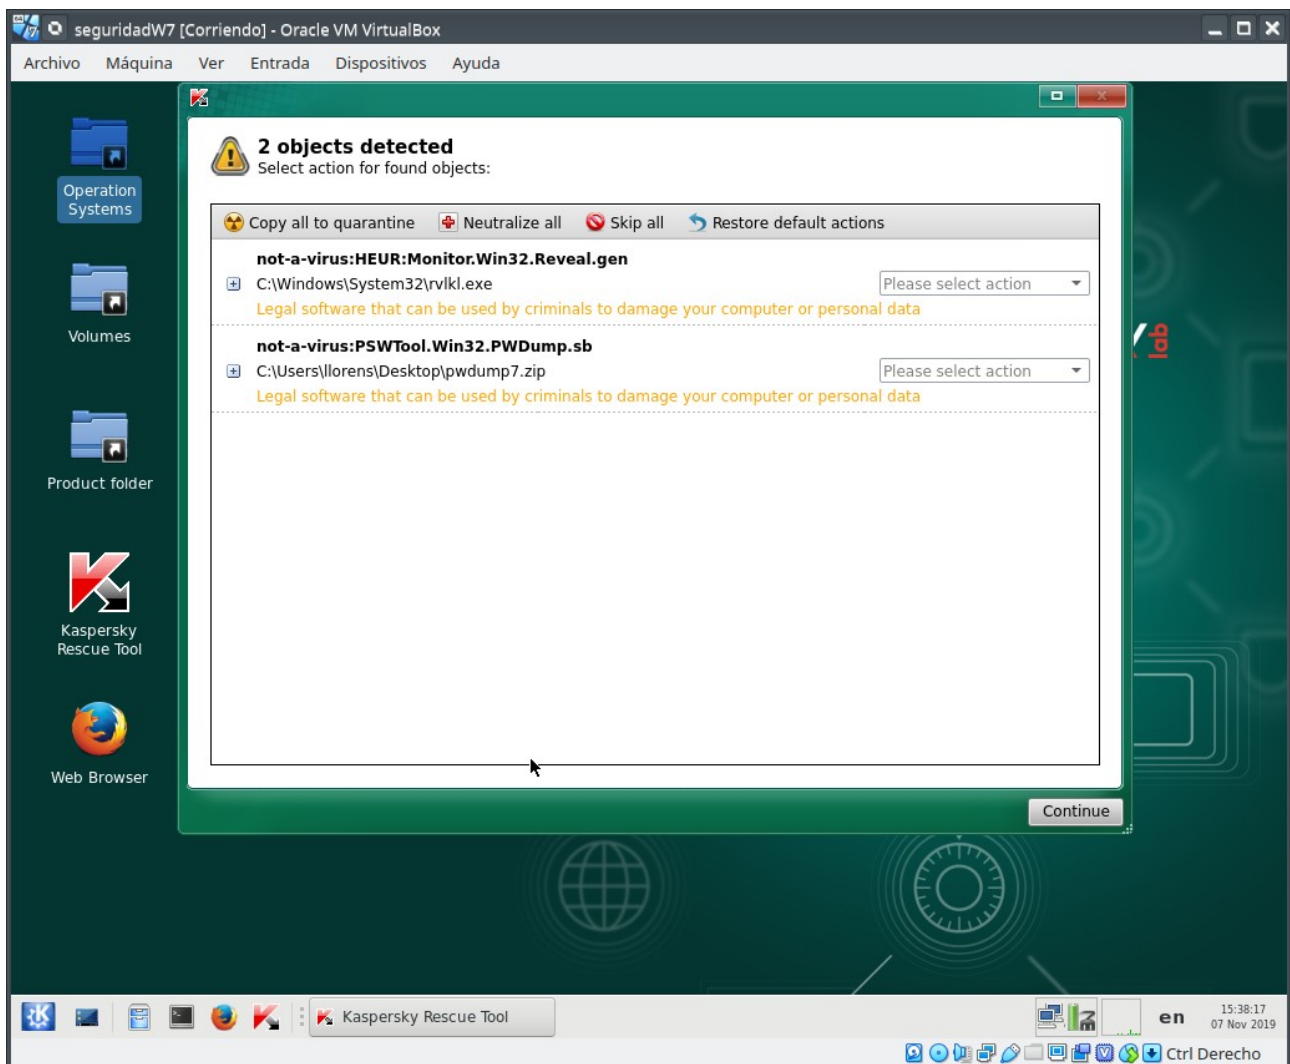 seguridadW7 [Corriendo] - Oracle VM VirtualBox
Archivo Máquina Ver Entrada Dispositivos Ayuda
2 objects detected
Select action for found objects:
Copy all to quarantine Neutralize all Skip all Restore default actions
not-a-virus:HEUR:Monitor.Win32.Reveal.gen
C:\Windows\System32\rvlkl.exe Please select action
Legal software that can be used by criminals to damage your computer or personal data
not-a-virus:PSWTool.Win32.PWDump.sb
C:\Users\llorens\Desktop\pwdump7.zip Please select action
Legal software that can be used by criminals to damage your computer or personal data
Continue
Operation
Systems
Volumes
Product folder
Kaspersky
Rescue Tool
Web Browser
lab
Kaspersky Rescue Tool
en
15:38:17
07 Nov 2019
Ctrl Derecho